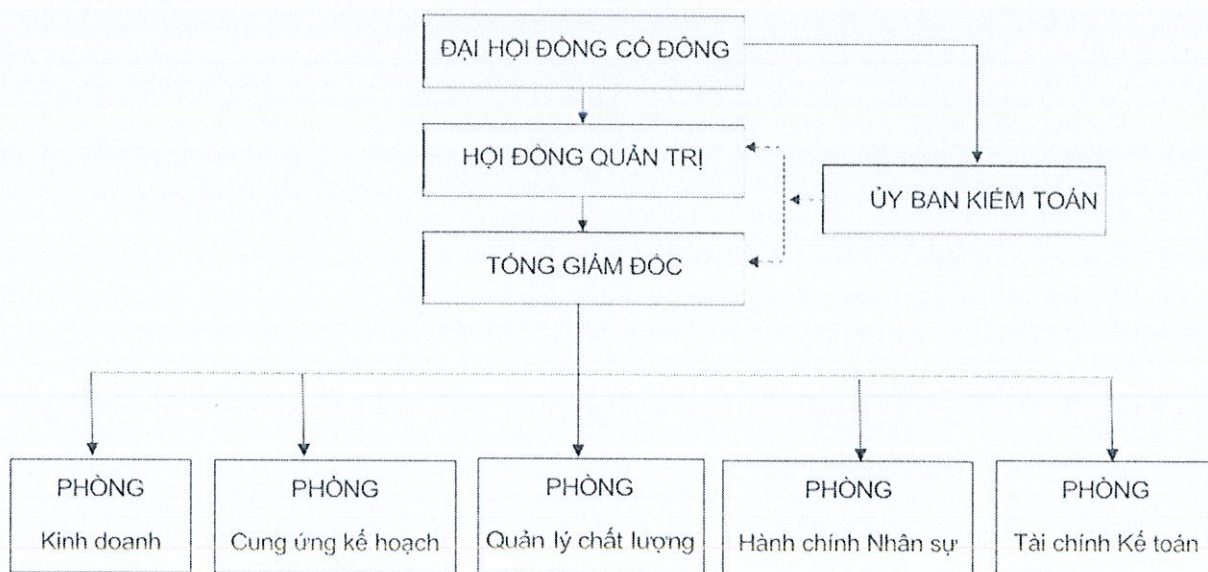 ĐẠI HỘI ĐỒNG CỔ ĐÔNG
HỘI ĐỒNG QUẢN TRỊ
ỦY BAN KIỂM TOÁN
TỔNG GIÁM ĐỐC
PHÒNG
Kinh doanh
PHÒNG
Cung ứng kế hoạch
PHÒNG
Quản lý chất lượng
PHÒNG
Hành chính Nhân sự
PHÒNG
Tài chính Kế toán